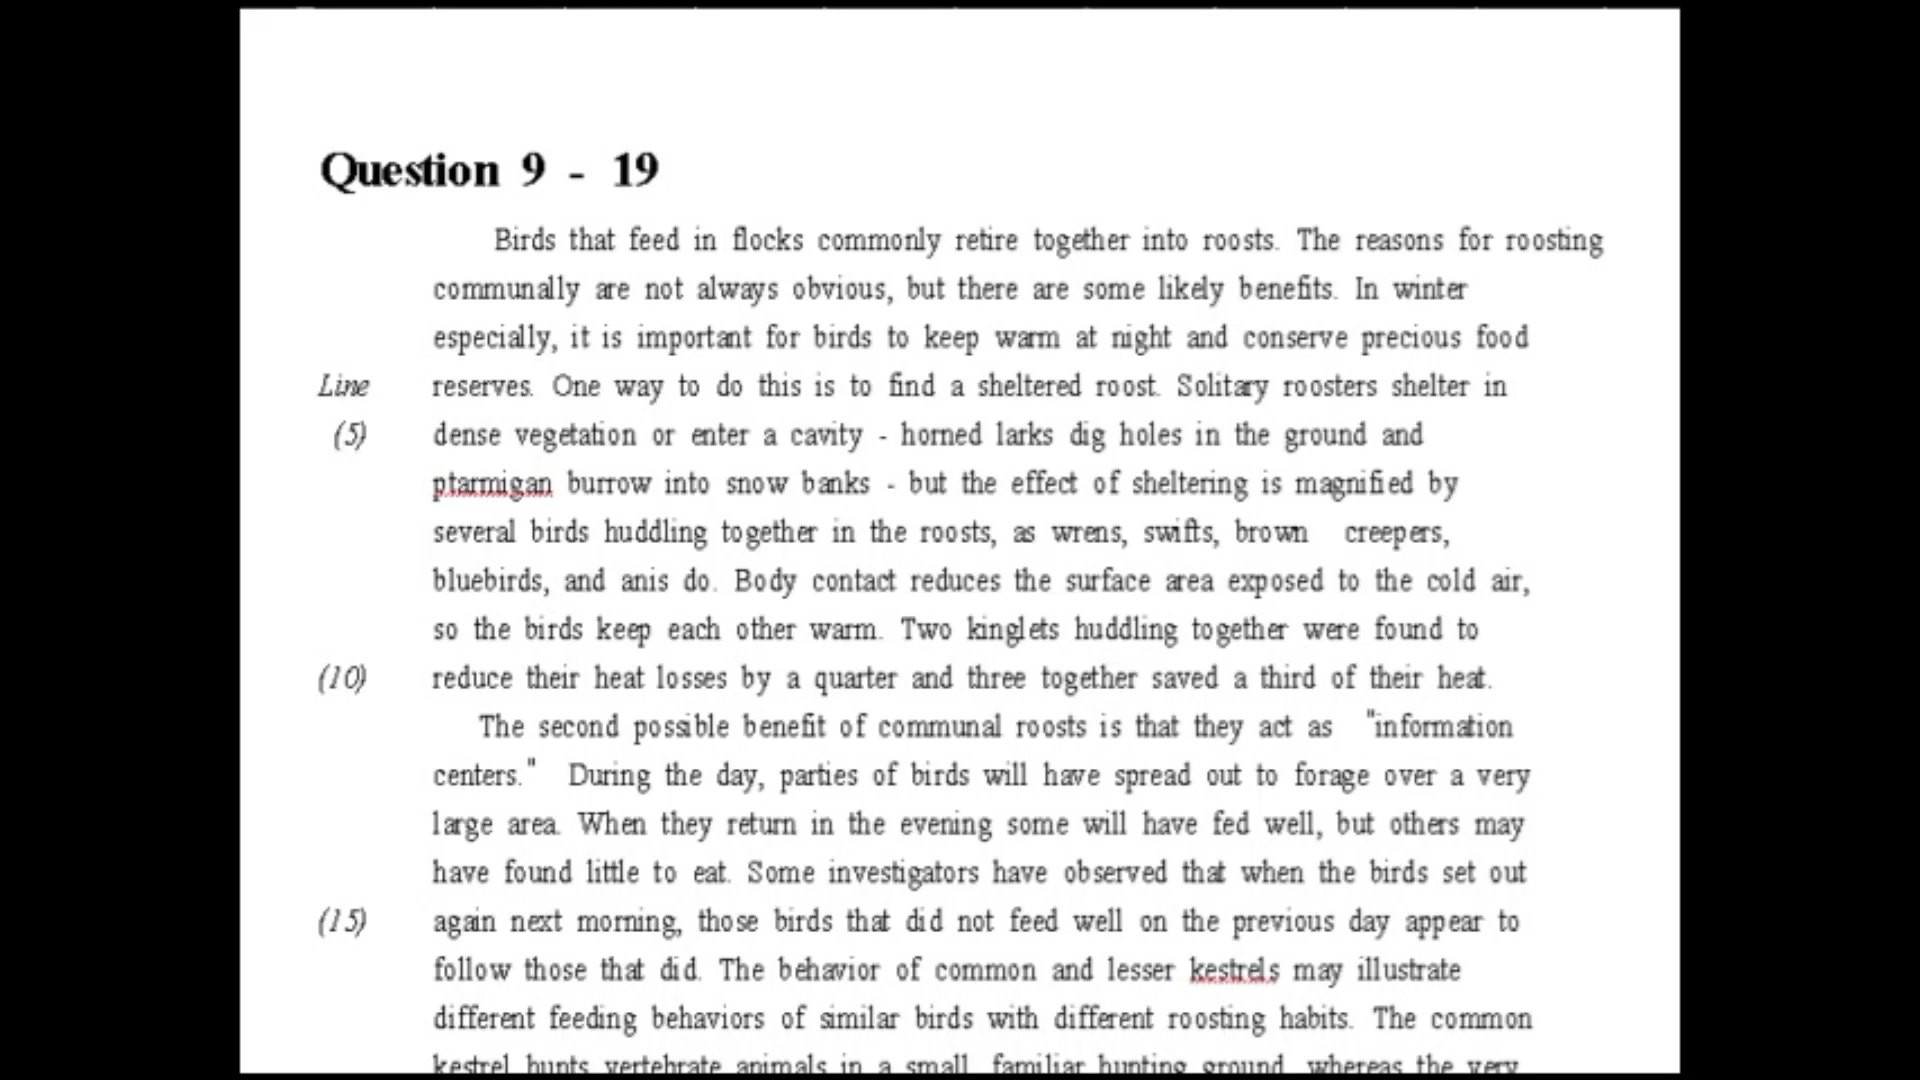 Question 9 - 19
Birds that feed in flocks commonly retire together into roosts. The reasons for roosting
communally are not always obvious, but there are some likely benefits. In winter
especially, it is important for birds to keep warm at night and conserve precious food
Line reserves. One way to do this is to find a sheltered roost. Solitary roosters shelter in
(5) dense vegetation or enter a cavity - horned larks dig holes in the ground and
ptarmigan burrow into snow banks - but the effect of sheltering is magnified by
several birds huddling together in the roosts, as wrens, swifts, brown creepers,
bluebirds, and anis do. Body contact reduces the surface area exposed to the cold air,
so the birds keep each other warm. Two kinglets huddling together were found to
(10) reduce their heat losses by a quarter and three together saved a third of their heat.
The second possible benefit of communal roosts is that they act as "information
centers." During the day, parties of birds will have spread out to forage over a very
large area. When they return in the evening some will have fed well, but others may
have found little to eat. Some investigators have observed that when the birds set out
(15) again next morning, those birds that did not feed well on the previous day appear to
follow those that did. The behavior of common and lesser kestrels may illustrate
different feeding behaviors of similar birds with different roosting habits. The common
kestrel hunts vertebrate animals in a small, familiar hunting ground, whereas the very